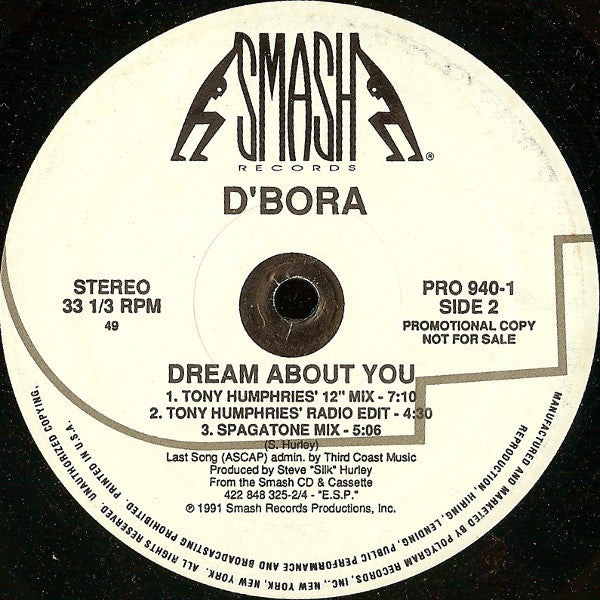 SMASH
RECORDS
®
D'BORA
STEREO
33 1/3 RPM
49
PRO 940-1
SIDE 2
PROMOTIONAL COPY
NOT FOR SALE
DREAM ABOUT YOU
1. TONY HUMPHRIES' 12" MIX - 7:10
2. TONY HUMPHRIES' RADIO EDIT - 4:30
3. SPAGATONE MIX - 5:06
(S. Hurley)
Last Song (ASCAP) admin. by Third Coast Music
Produced by Steve "Silk" Hurley
From the Smash CD & Cassette
422 848 325-2/4 - "E.S.P."
℗ 1991 Smash Records Productions, Inc.
MANUFACTURED AND MARKETED BY POLYGRAM RECORDS, INC., NEW YORK, NEW YORK. ALL RIGHTS RESERVED. UNAUTHORIZED COPYING,
REPRODUCTION, HIRING, LENDING, PUBLIC PERFORMANCE AND BROADCASTING PROHIBITED. PRINTED IN U.S.A.